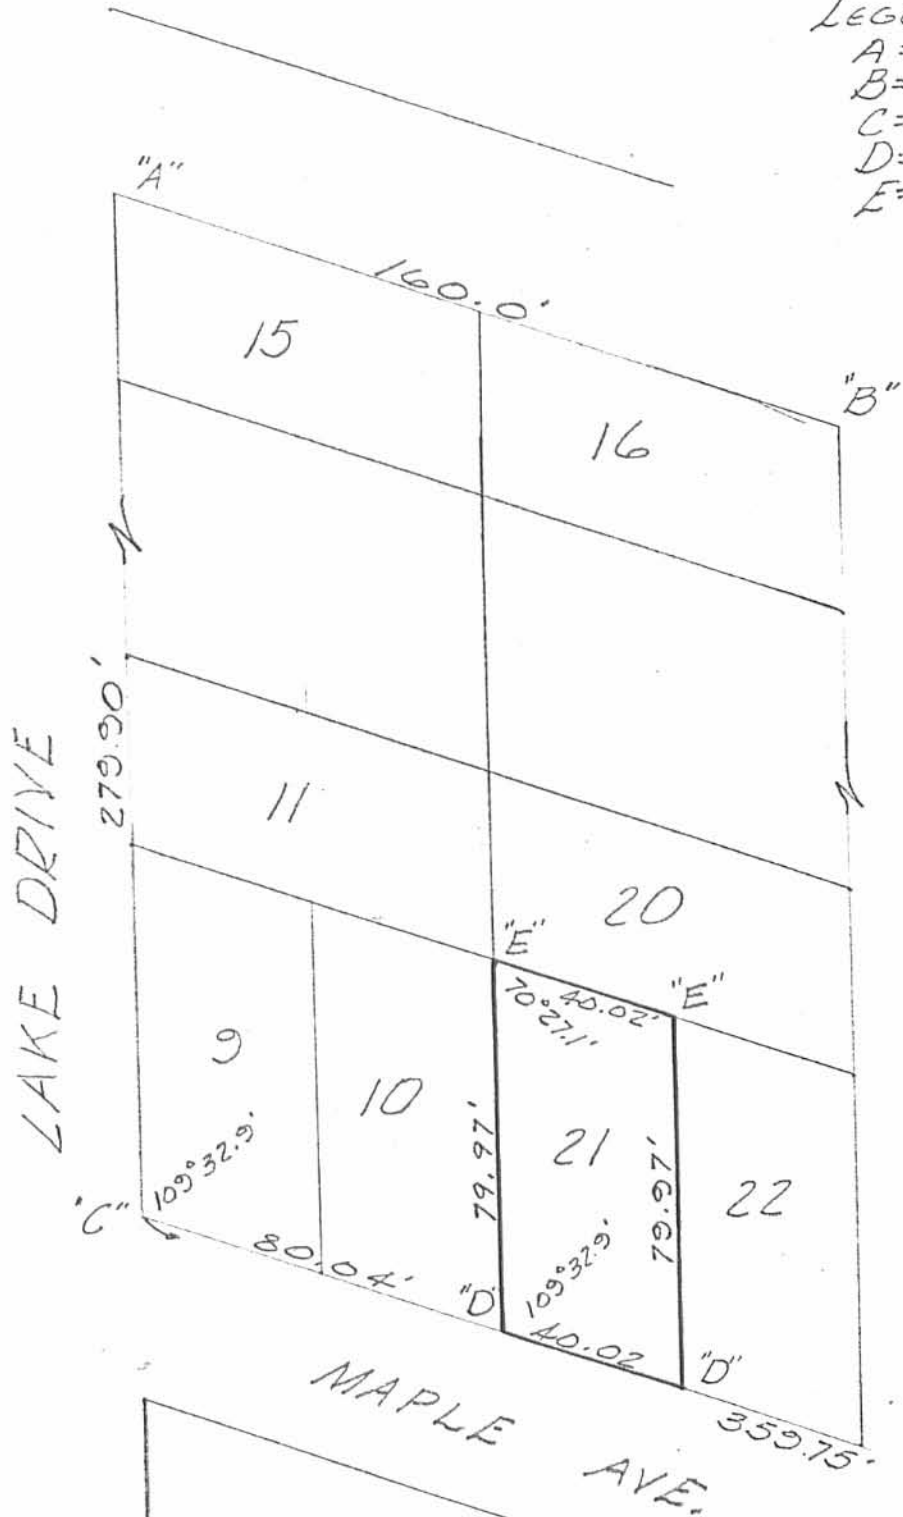 LEG
A =
B=
C=
D=
E=
"A"
160.0'
15
"B"
16
279.90'
LAKE DRIVE
11
20
"E"
40.02'
"E"
70°27.1'
9
10
79.97'
21
79.97'
22
109°32.9'
"C"
80.04'
"D"
109°32.9'
40.02
"D"
359.75'
MAPLE AVE.